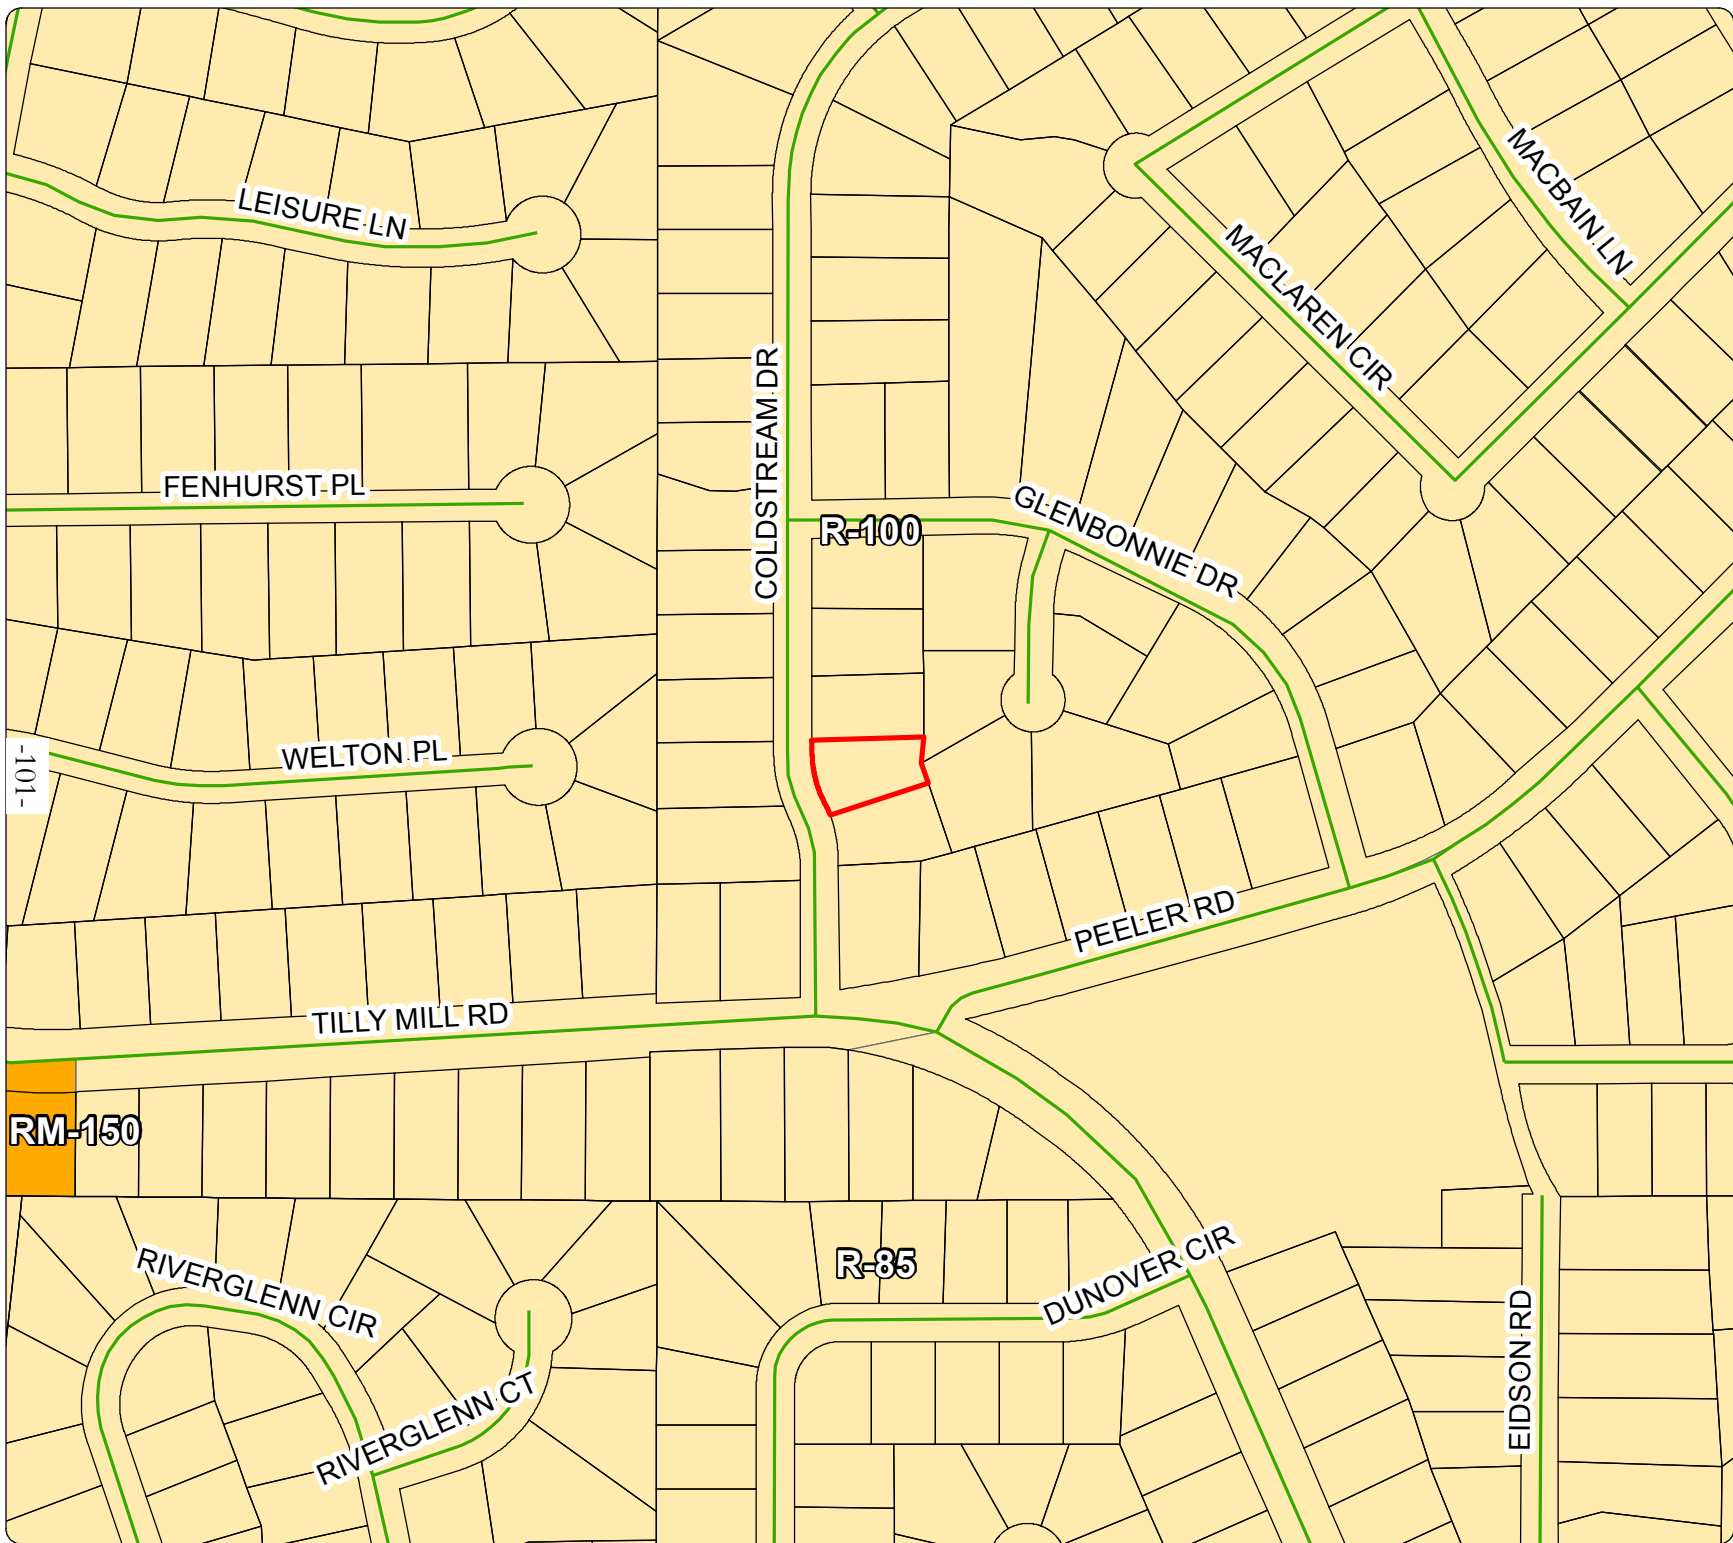 MACBAIN LN
LEISURE LN
MACLAREN CIR
COLDSTREAM DR
FENHURST PL
GLENBONNIE DR
R-100
WELTON PL
-101-
PEELER RD
TILLY MILL RD
RM-150
R-85
DUNOVER CIR
RIVERGLENN CIR
EIDSON RD
RIVERGLENN CT